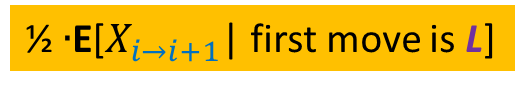 ½ ·E[X_{i→i+1}| first move is L]